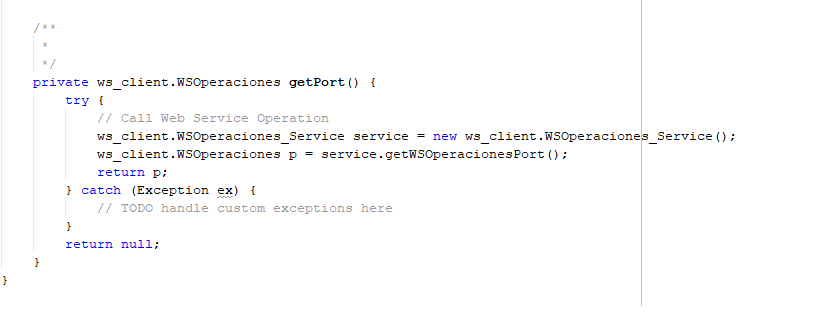 /**
*
*/
private ws_client.WSOperaciones getPort() {
try {
// Call Web Service Operation
ws_client.WSOperaciones_Service service = new ws_client.WSOperaciones_Service();
ws_client.WSOperaciones p = service.getWSOperacionesPort();
return p;
} catch (Exception ex) {
// TODO handle custom exceptions here
}
return null;
}
}